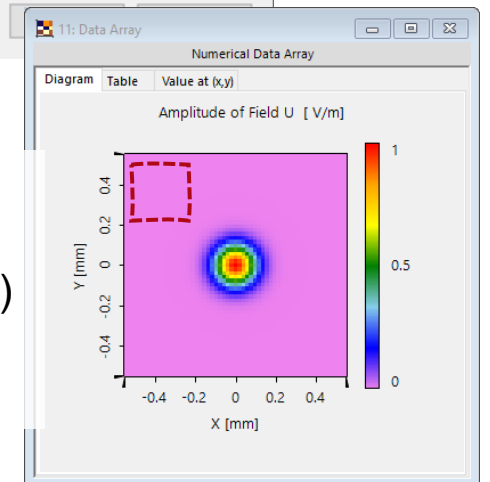 11: Data Array
Numerical Data Array
Diagram Table Value at (x,y)
Amplitude of Field U [ V/m]
1
0.5
0
0.4
0.2
0
-0.2
-0.4
Y [mm]
)
-0.4 -0.2 0 0.2 0.4
X [mm]